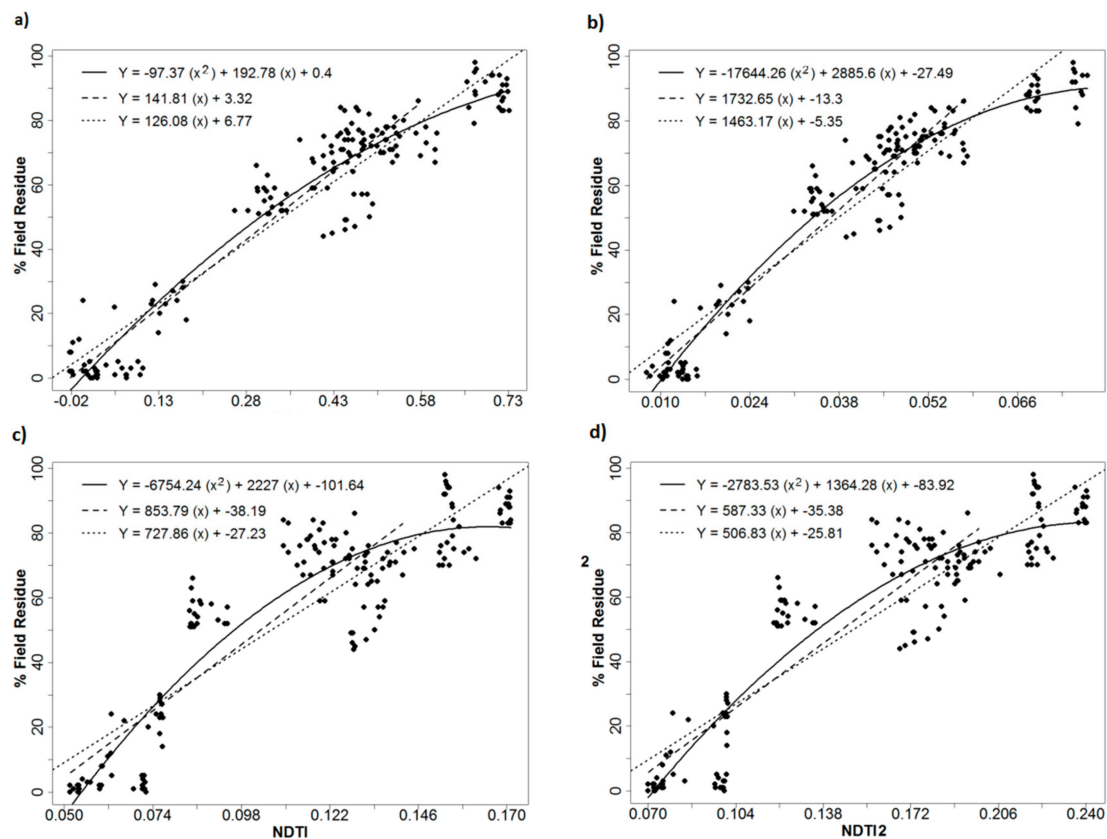 a)
% Field Residue
100
80
60
40
20
0
Y = -97.37 (x²) + 192.78 (x) + 0.4
Y = 141.81 (x) + 3.32
Y = 126.08 (x) + 6.77
-0.02 0.13 0.28 0.43 0.58 0.73
b)
% Field Residue
100
80
60
40
20
0
Y = -17644.26 (x²) + 2885.6 (x) + -27.49
Y = 1732.65 (x) + -13.3
Y = 1463.17 (x) + -5.35
0.010 0.024 0.038 0.052 0.066
c)
% Field Residue
100
80
60
40
20
0
Y = -6754.24 (x²) + 2227 (x) + -101.64
Y = 853.79 (x) + -38.19
Y = 727.86 (x) + -27.23
0.050 0.074 0.098 0.122 0.146 0.170
NDTI
d)
2
% Field Residue
100
80
60
40
20
0
Y = -2783.53 (x²) + 1364.28 (x) + -83.92
Y = 587.33 (x) + -35.38
Y = 506.83 (x) + -25.81
0.070 0.104 0.138 0.172 0.206 0.240
NDTI2